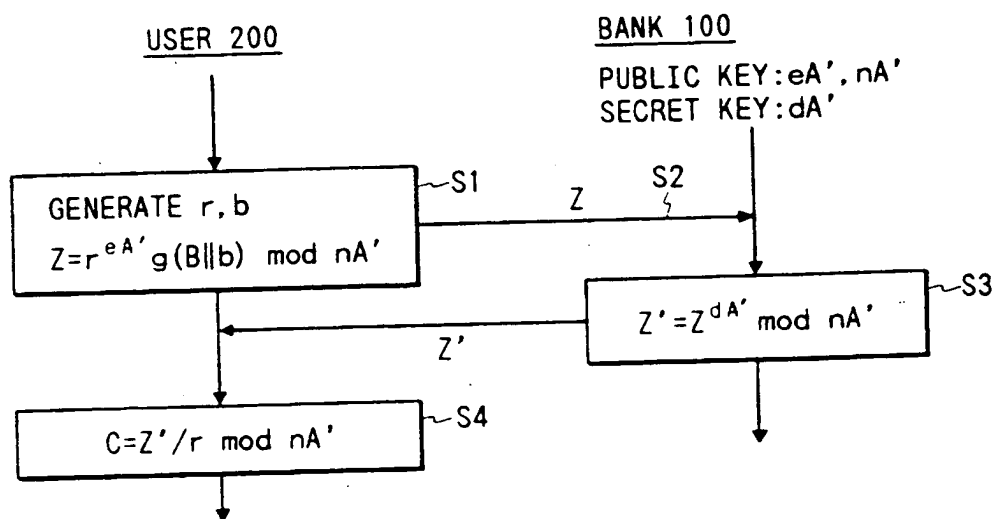 USER 200
BANK 100
PUBLIC KEY:eA',nA'
SECRET KEY:dA'
S1
GENERATE r,b
Z=r^eA' g(B||b) mod nA'
Z
S2
S3
Z'=Z^dA' mod nA'
Z'
S4
C=Z'/r mod nA'